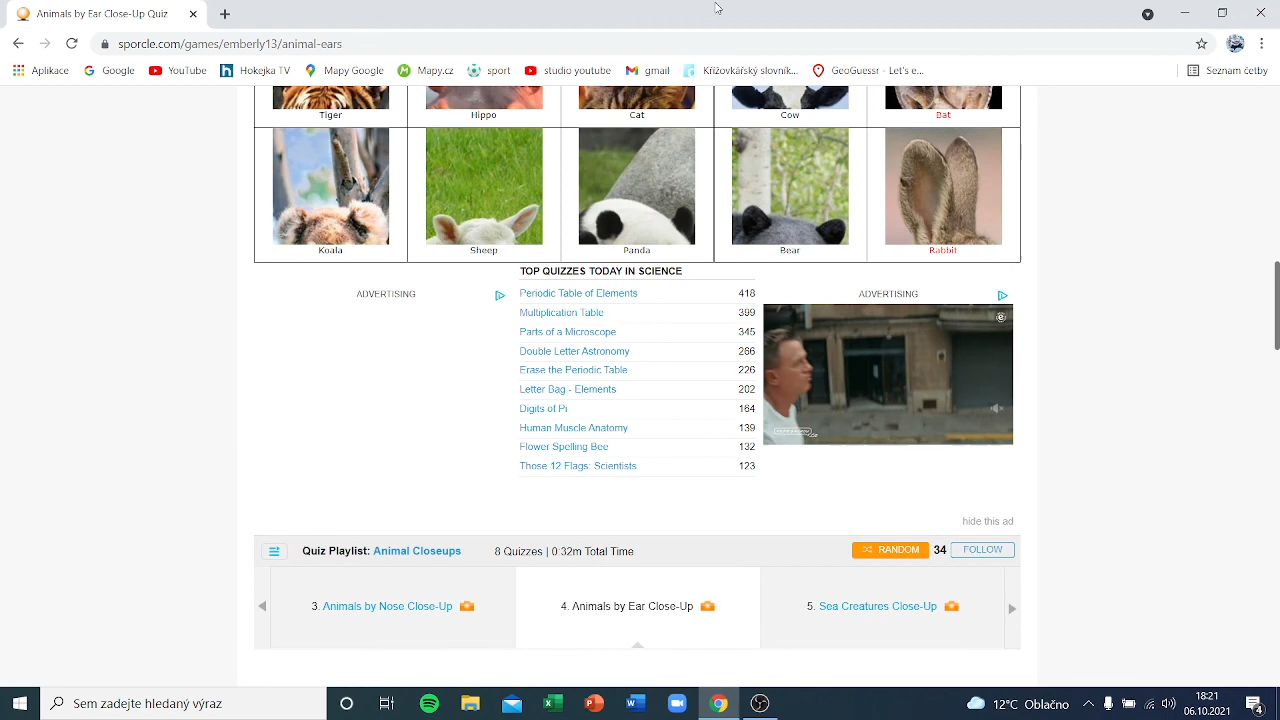 Animals by Ear Close-Up Quiz
sporcle.com/games/ember13/animal-ears
Aplikace Google YouTube Hokejka TV Mapy Google Mapy.cz sport studio youtube gmail Křížovkářský slovník... GeoGuessr - Let's e... Seznam četby
Tiger Hippo Cat Cow Bat
Koala Sheep Panda Bear Rabbit
TOP QUIZZES TODAY IN SCIENCE
ADVERTISING
Periodic Table of Elements 418
Multiplication Table 399
Parts of a Microscope 345
Double Letter Astronomy 266
Erase the Periodic Table 226
Letter Bag - Elements 202
Digits of Pi 164
Human Muscle Anatomy 139
Flower Spelling Bee 132
Those 12 Flags: Scientists 123
ADVERTISING
hide this ad
Quiz Playlist: Animal Closeups 8 Quizzes | 0:32m Total Time RANDOM 34 FOLLOW
3. Animals by Nose Close-Up 4. Animals by Ear Close-Up 5. Sea Creatures Close-Up
Sem zadejte hledaný výraz 12°C Oblačno 18:21
06.10.2021